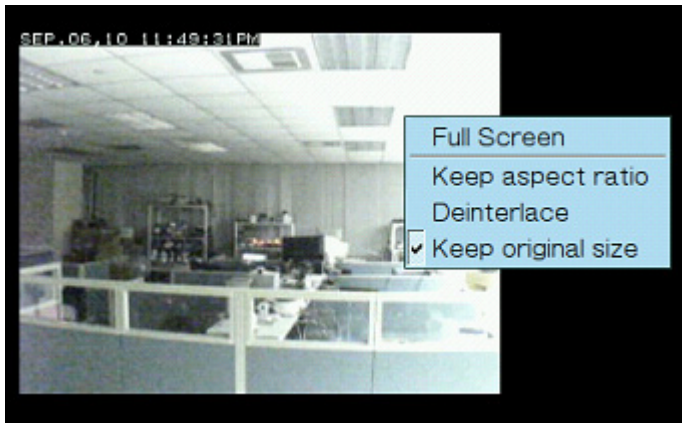 SEP.06,10 11:49:31PM
Full Screen
Keep aspect ratio
Deinterlace
Keep original size